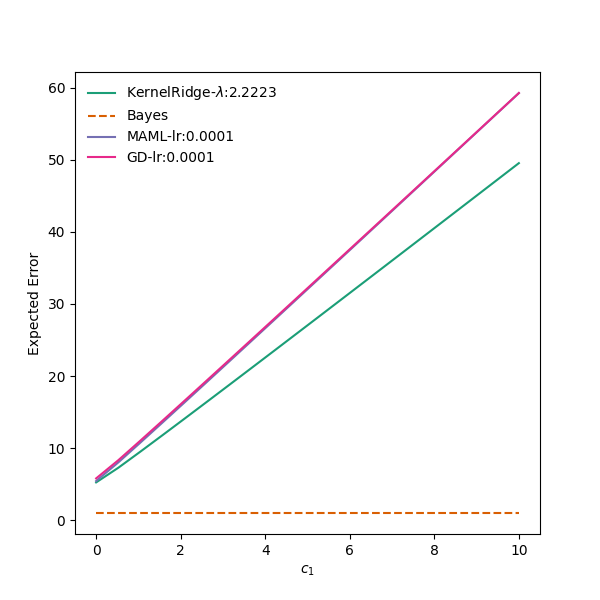 KernelRidge-λ:2.2223
Bayes
MAML-lr:0.0001
GD-lr:0.0001
60
50
40
30
20
10
0
Expected Error
0 2 4 6 8 10
c₁